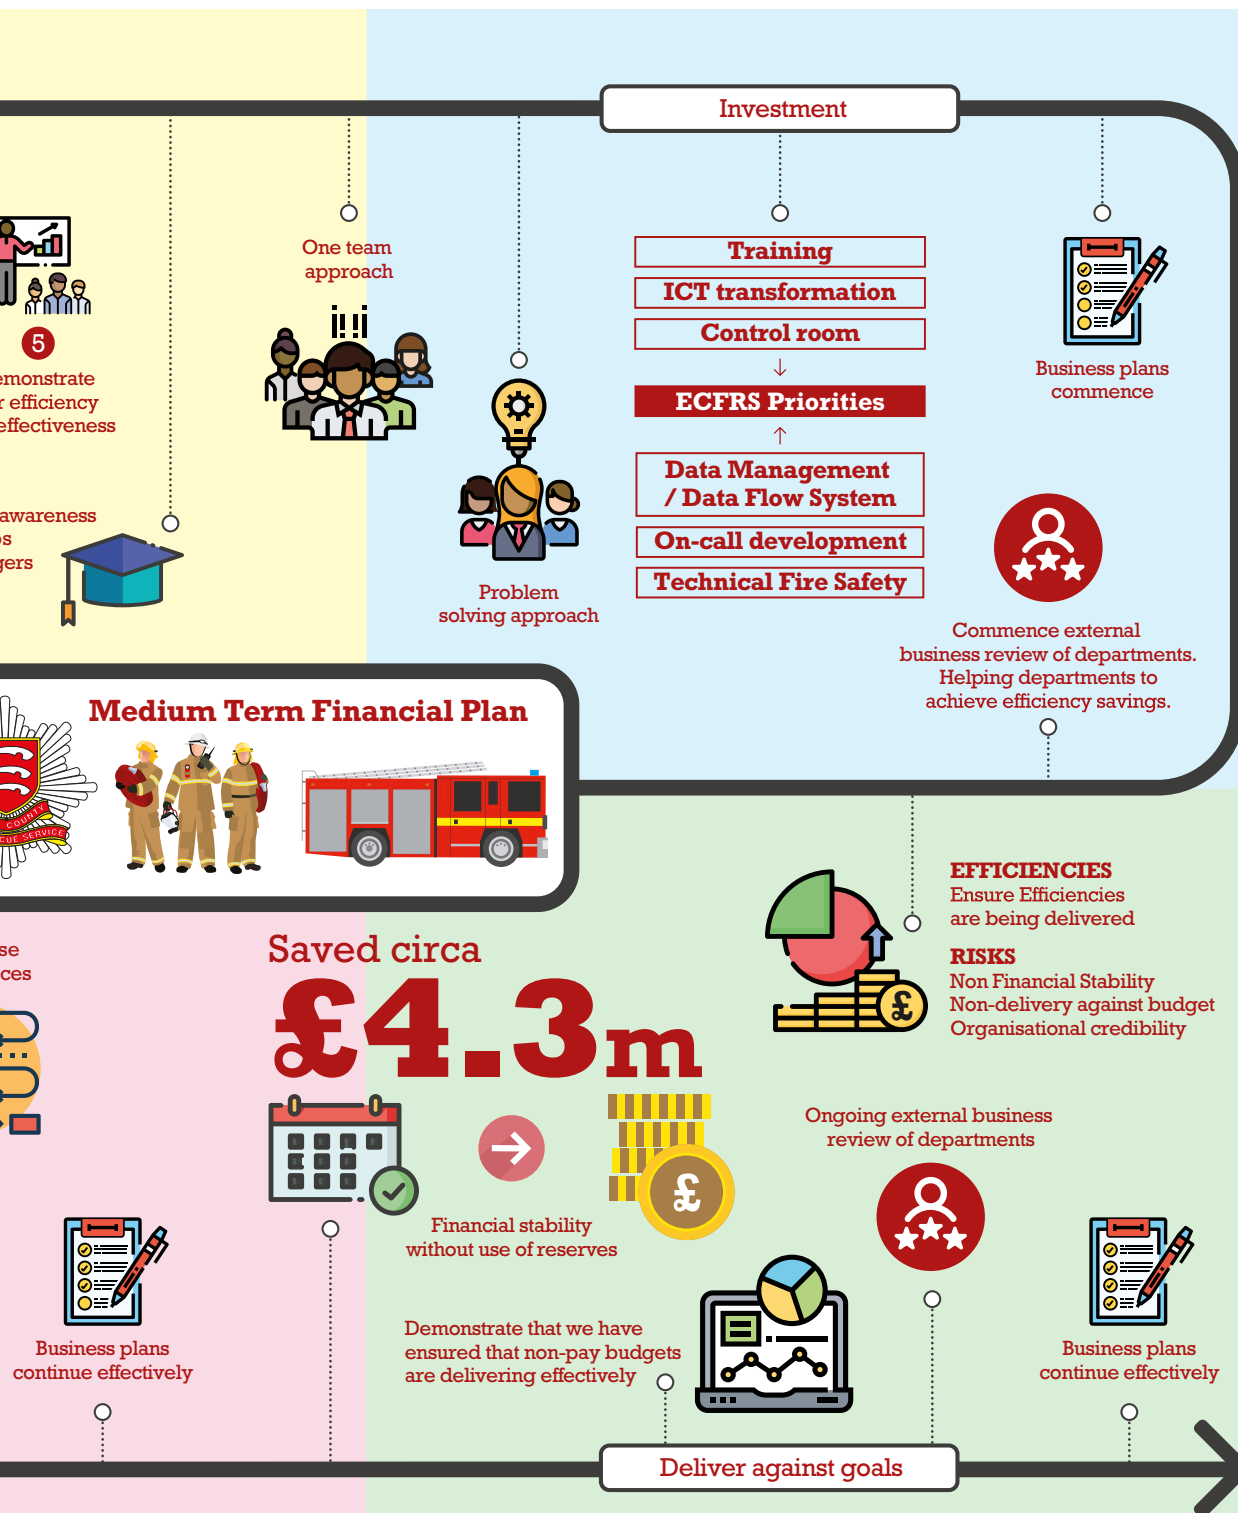 Investment
One team
approach
Training
ICT transformation
Control room
ECFRS Priorities
Data Management
/ Data Flow System
On-call development
Technical Fire Safety
Business plans
commence
5
emonstrate
r efficiency
effectiveness
awareness
os
gers
Problem
solving approach
Commence external
business review of departments.
Helping departments to
achieve efficiency savings.
Medium Term Financial Plan
COUNTY
CUE SERVICE
EFFICIENCIES
Ensure Efficiencies
are being delivered
RISKS
Non Financial Stability
Non-delivery against budget
Organisational credibility
se
ces
Saved circa
£4.3m
£
£
Financial stability
without use of reserves
Ongoing external business
review of departments
Demonstrate that we have
ensured that non-pay budgets
are delivering effectively
Business plans
continue effectively
Business plans
continue effectively
Deliver against goals